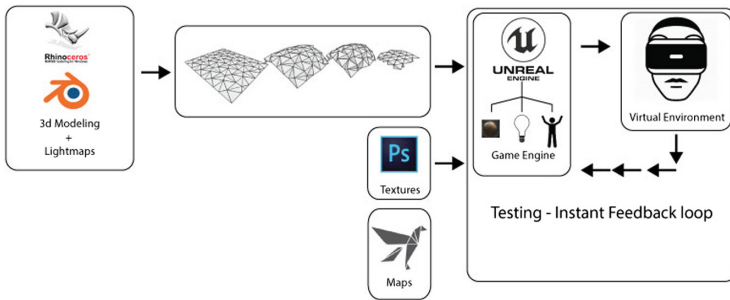 Rhinoceros
3d Modeling
+
Lightmaps
UNREAL
ENGINE
Game Engine
Virtual Environment
Ps
Textures
Testing - Instant Feedback loop
Maps